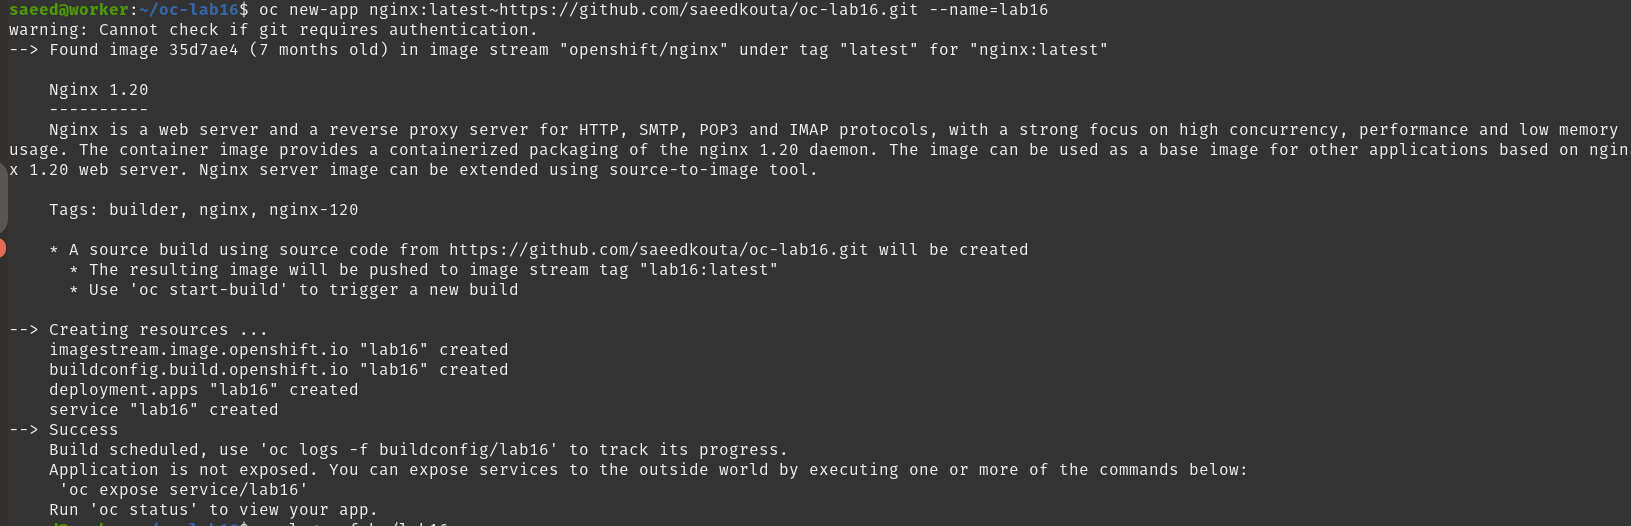 saeed@worker:~/oc-lab16$ oc new-app nginx:latest~https://github.com/saeedkouta/oc-lab16.git --name=lab16
warning: Cannot check if git requires authentication.
--> Found image 35d7ae4 (7 months old) in image stream "openshift/nginx" under tag "latest" for "nginx:latest"
Nginx 1.20
----------
Nginx is a web server and a reverse proxy server for HTTP, SMTP, POP3 and IMAP protocols, with a strong focus on high concurrency, performance and low memory
usage. The container image provides a containerized packaging of the nginx 1.20 daemon. The image can be used as a base image for other applications based on ngin
x 1.20 web server. Nginx server image can be extended using source-to-image tool.
Tags: builder, nginx, nginx-120
* A source build using source code from https://github.com/saeedkouta/oc-lab16.git will be created
* The resulting image will be pushed to image stream tag "lab16:latest"
* Use 'oc start-build' to trigger a new build
--> Creating resources ...
imagestream.image.openshift.io "lab16" created
buildconfig.build.openshift.io "lab16" created
deployment.apps "lab16" created
service "lab16" created
--> Success
Build scheduled, use 'oc logs -f buildconfig/lab16' to track its progress.
Application is not exposed. You can expose services to the outside world by executing one or more of the commands below:
'oc expose service/lab16'
Run 'oc status' to view your app.